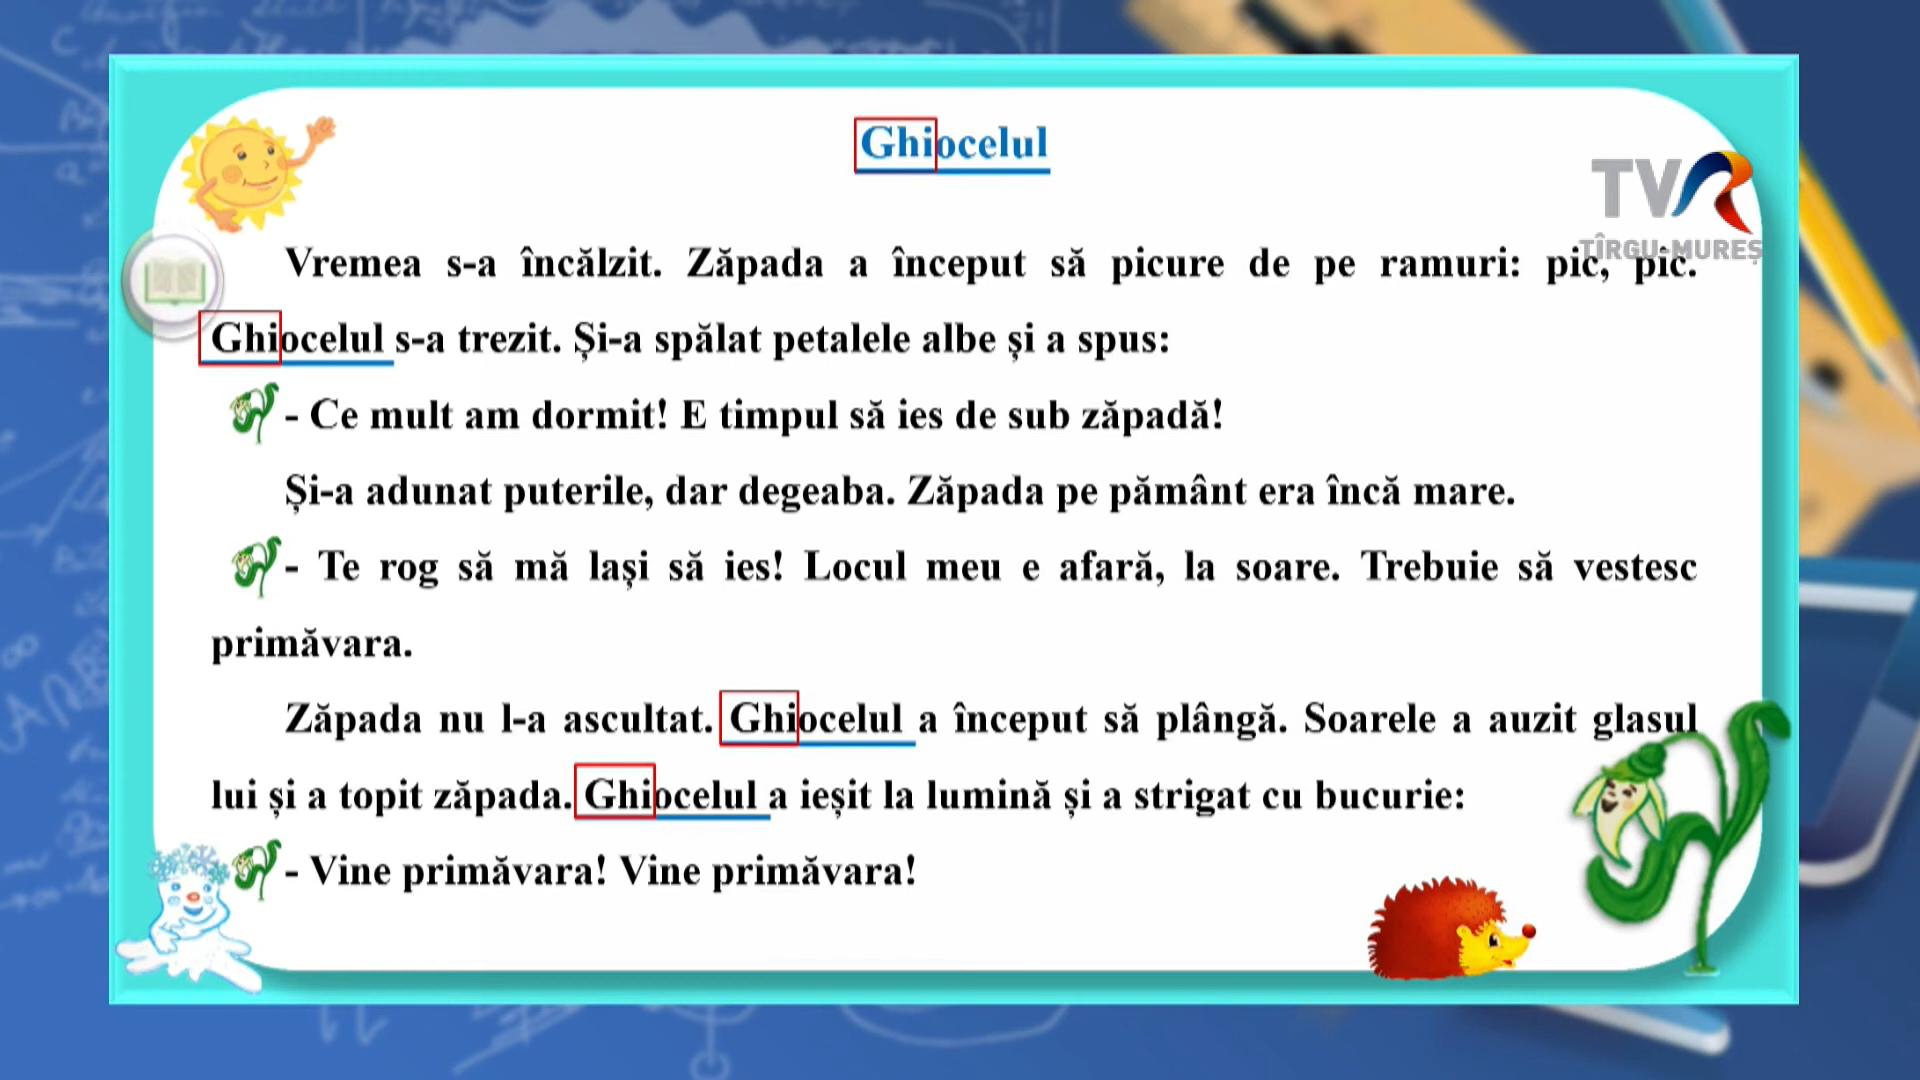 Ghiocelul
TVR
TÎRGU-MUREȘ
Vremea s-a încălzit. Zăpada a început să picure de pe ramuri: pic, pic.
Ghiocelul s-a trezit. Și-a spălat petalele albe și a spus:
- Ce mult am dormit! E timpul să ies de sub zăpadă!
Și-a adunat puterile, dar degeaba. Zăpada pe pământ era încă mare.
- Te rog să mă lași să ies! Locul meu e afară, la soare. Trebuie să vestesc
primăvara.
Zăpada nu l-a ascultat. Ghiocelul a început să plângă. Soarele a auzit glasul
lui și a topit zăpada. Ghiocelul a ieșit la lumină și a strigat cu bucurie:
- Vine primăvara! Vine primăvara!